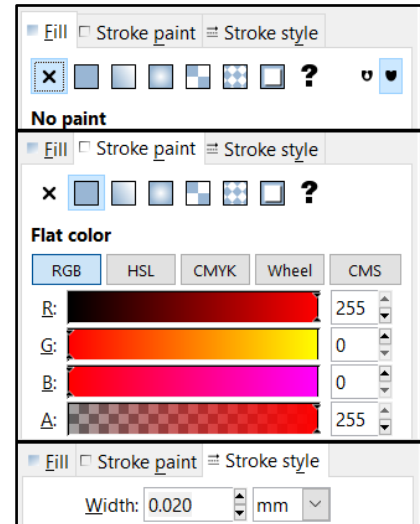 Fill Stroke paint Stroke style
?
No paint
Fill Stroke paint Stroke style
?
Flat color
RGB HSL CMYK Wheel CMS
R: 255
G: 0
B: 0
A: 255
Fill Stroke paint Stroke style
Width: 0.020 mm